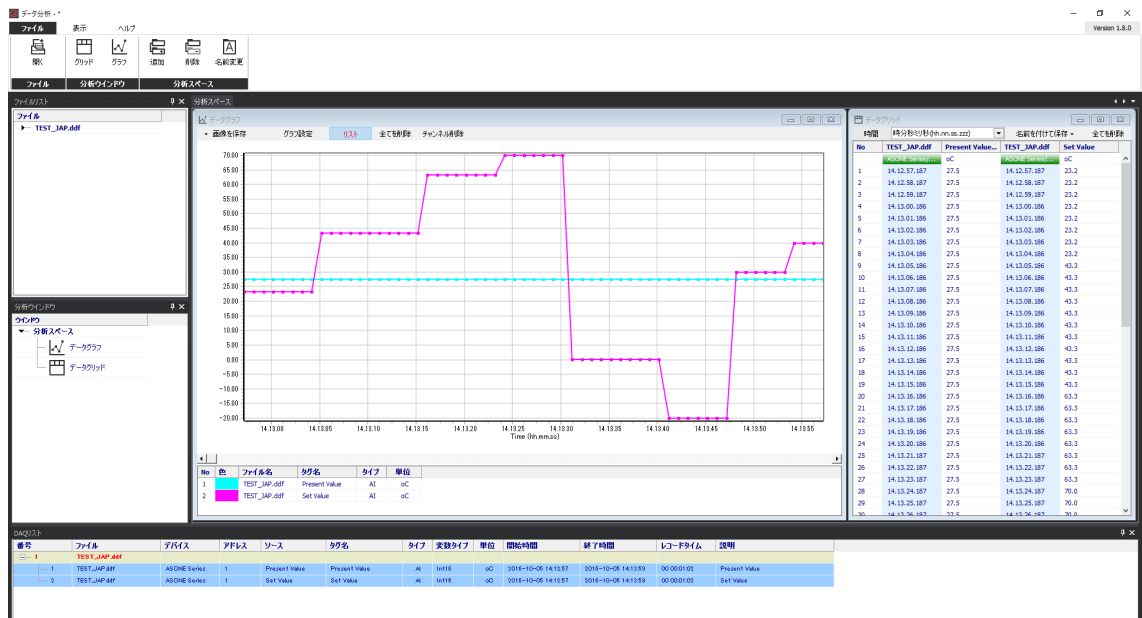 データ分析 - *
ファイル 表示 ヘルプ Version 1.8.0
開く グリッド グラフ 追加 削除 名前変更
ファイル 分析ウインドウ 分析スペース
ファイルリスト
ファイル
TEST_JAP.ddf
分析ウインドウ
ウインドウ
分析スペース
データグラフ
データグリッド
分析スペース
データグラフ
画像を保存 グラフ設定 リスト 全てを削除 チャンネル削除
70.00
65.00
60.00
55.00
50.00
45.00
40.00
35.00
30.00
25.00
20.00
15.00
10.00
5.00
0.00
-5.00
-10.00
-15.00
-20.00
14.13.00 14.13.05 14.13.10 14.13.15 14.13.20 14.13.25 14.13.30 14.13.35 14.13.40 14.13.45 14.13.50 14.13.55
Time (hh.mm.ss)
No 色 ファイル名 タグ名 タイプ 単位
1 TEST_JAP.ddf Present Value AI oC
2 TEST_JAP.ddf Set Value AI oC
データグリッド
時間 時分秒ミリ秒(hh.nn.ss.zzz) 名前を付けて保存 全てを削除
No TEST_JAP.ddf Present Value... TEST_JAP.ddf Set Value
ASONE Series/... oC ASONE Series/... oC
1 14.12.57.187 27.5 14.12.57.187 23.2
2 14.12.58.187 27.5 14.12.58.187 23.2
3 14.12.59.187 27.5 14.12.59.187 23.2
4 14.13.00.186 27.5 14.13.00.186 23.2
5 14.13.01.186 27.5 14.13.01.186 23.2
6 14.13.02.186 27.5 14.13.02.186 23.2
7 14.13.03.186 27.5 14.13.03.186 23.2
8 14.13.04.186 27.5 14.13.04.186 23.2
9 14.13.05.186 27.5 14.13.05.186 43.3
10 14.13.06.186 27.5 14.13.06.186 43.3
11 14.13.07.186 27.5 14.13.07.186 43.3
12 14.13.08.186 27.5 14.13.08.186 43.3
13 14.13.09.186 27.5 14.13.09.186 43.3
14 14.13.10.186 27.5 14.13.10.186 43.3
15 14.13.11.186 27.5 14.13.11.186 43.3
16 14.13.12.186 27.5 14.13.12.186 43.3
17 14.13.13.186 27.5 14.13.13.186 43.3
18 14.13.14.186 27.5 14.13.14.186 43.3
19 14.13.15.186 27.5 14.13.15.186 43.3
20 14.13.16.186 27.5 14.13.16.186 63.3
21 14.13.17.186 27.5 14.13.17.186 63.3
22 14.13.18.186 27.5 14.13.18.186 63.3
23 14.13.19.186 27.5 14.13.19.186 63.3
24 14.13.20.186 27.5 14.13.20.186 63.3
25 14.13.21.187 27.5 14.13.21.187 63.3
26 14.13.22.187 27.5 14.13.22.187 63.3
27 14.13.23.187 27.5 14.13.23.187 63.3
28 14.13.24.187 27.5 14.13.24.187 70.0
29 14.13.25.187 27.5 14.13.25.187 70.0
30 14.13.26.187 27.5 14.13.26.187 70.0
DAQリスト
番号 ファイル デバイス アドレス ソース タグ名 タイプ 変数タイプ 単位 開始時間 終了時間 レコードタイム 説明
1 TEST_JAP.ddf
1 TEST_JAP.ddf ASONE Series 1 Present Value Present Value AI Int16 oC 2016-10-05 14:12:57 2016-10-05 14:13:59 00 00:01:02 Present Value
2 TEST_JAP.ddf ASONE Series 1 Set Value Set Value AI Int16 oC 2016-10-05 14:12:57 2016-10-05 14:13:59 00 00:01:02 Set Value